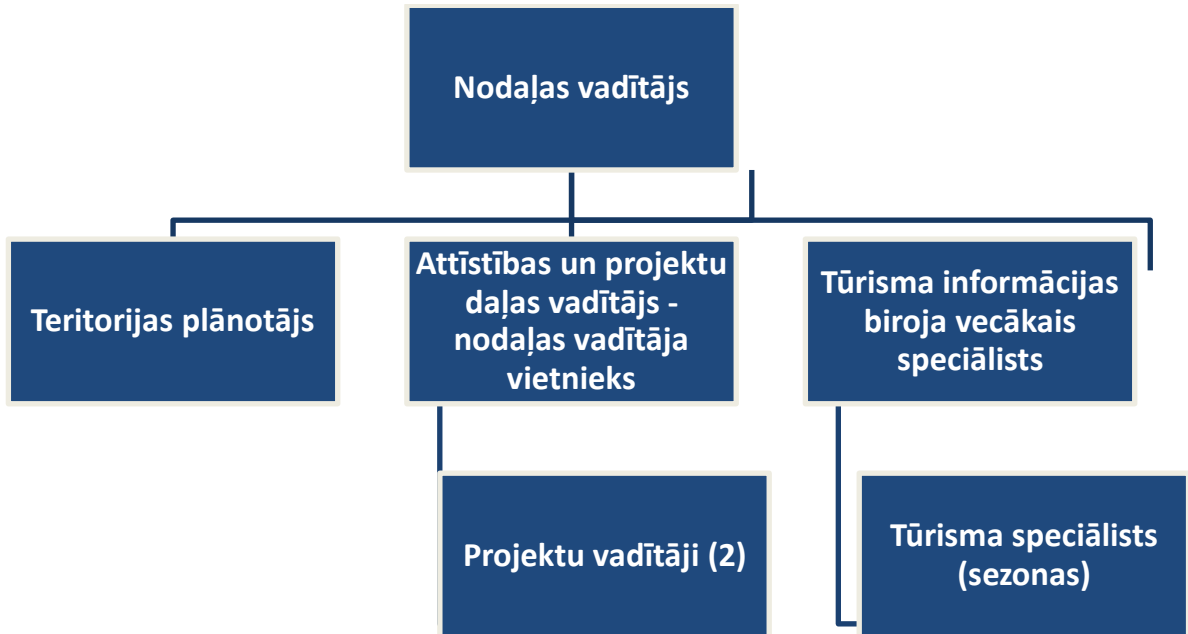 Nodaļas vadītājs
Teritorijas plānotājs
Attīstības un projektu
daļas vadītājs -
nodaļas vadītāja
vietnieks
Tūrisma informācijas
biroja vecākais
speciālists
Projektu vadītāji (2)
Tūrisma speciālists
(sezonas)